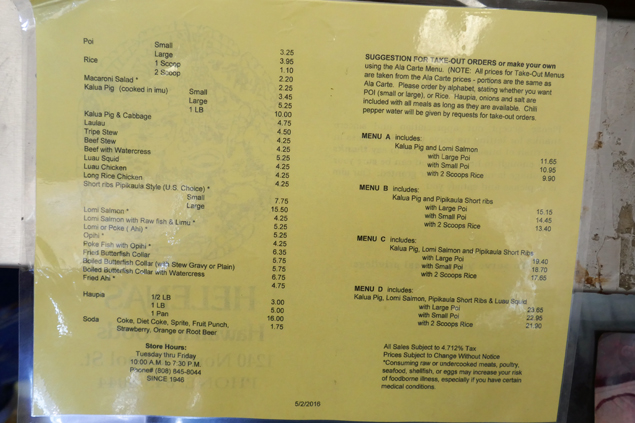 Poi
Small 3.25
Large 3.95
Rice
1 Scoop 1.10
2 Scoop 2.20
Macaroni Salad * 2.25
Kalua Pig (cooked in imu)
Small 3.45
Large 5.25
1 LB 10.00
Kalua Pig & Cabbage 4.75
Laulau 4.50
Tripe Stew 4.25
Beef Stew 4.25
Beef with Watercress 5.25
Luau Squid 4.25
Luau Chicken 4.25
Long Rice Chicken 4.25
Short ribs Pipikaula Style (U.S. Choice) *
Small 7.75
Large 15.50
Lomi Salmon * 4.25
Lomi Salmon with Raw fish & Limu * 5.25
Lomi or Poke ( Ahi) * 5.25
Opihi * 4.25
Poke Fish with Opihi * 6.35
Fried Butterfish Collar 5.75
Boiled Butterfish Collar (with Stew Gravy or Plain) 5.75
Boiled Butterfish Collar with Watercress 6.75
Fried Ahi * 4.75
Haupia
1/2 LB 3.00
1 LB 5.00
1 Pan 16.00
Soda Coke, Diet Coke, Sprite, Fruit Punch, 1.75
Strawberry, Orange or Root Beer
Store Hours:
Tuesday thru Friday
10:00 A.M. to 7:30 P.M.
Phone# (808) 845-8044
SINCE 1946
SUGGESTION FOR TAKE-OUT ORDERS or make your own
using the Ala Carte Menu. (NOTE: All prices for Take-Out Menus
are taken from the Ala Carte prices - portions are the same as
Ala Carte. Please order by alphabet, stating whether you want
POI (small or large), or Rice. Haupia, onions and salt are
included with all meals as long as they are available. Chili
pepper water will be given by requests for take-out orders.
MENU A includes:
Kalua Pig and Lomi Salmon
with Large Poi 11.65
with Small Poi 10.95
with 2 Scoops Rice 9.90
MENU B includes:
Kalua Pig and Pipikaula Short ribs
with Large Poi 15.15
with Small Poi 14.45
with 2 Scoops Rice 13.40
MENU C includes:
Kalua Pig, Lomi Salmon and Pipikaula Short Ribs
with Large Poi 19.40
with Small Poi 18.70
with 2 Scoops Rice 17.65
MENU D includes:
Kalua Pig, Lomi Salmon, Pipikaula Short Ribs & Luau Squid
with Large Poi 23.65
with Small Poi 22.95
with 2 Scoops Rice 21.90
All Sales Subject to 4.712% Tax
Prices Subject to Change Without Notice
*Consuming raw or undercooked meats, poultry,
seafood, shellfish, or eggs may increase your risk
of foodborne illness, especially if you have certain
medical conditions.
5/2/2016